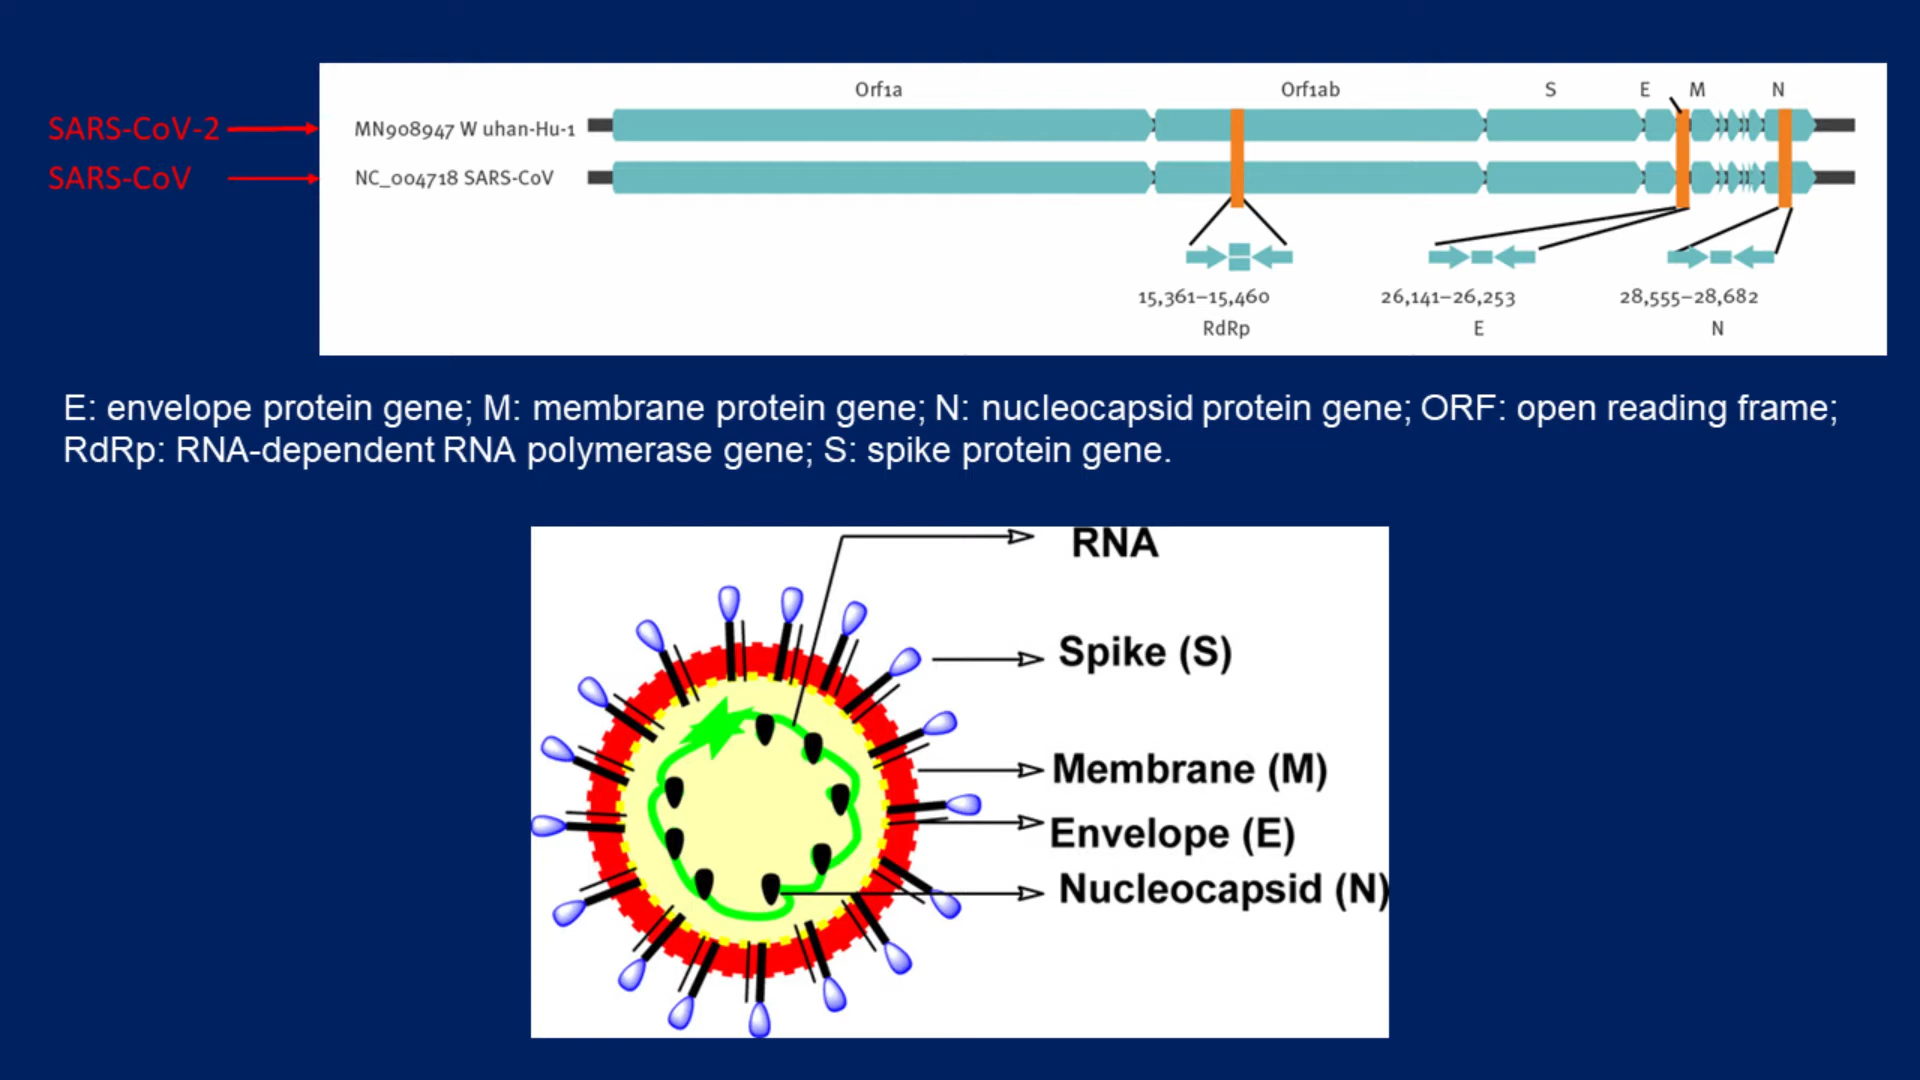 Orf1a Orf1ab S E M N
SARS-CoV-2 MN908947 W uhan-Hu-1
SARS-CoV NC_004718 SARS-CoV
15,361–15,460 26,141–26,253 28,555–28,682
RdRp E N
E: envelope protein gene; M: membrane protein gene; N: nucleocapsid protein gene; ORF: open reading frame;
RdRp: RNA-dependent RNA polymerase gene; S: spike protein gene.
RNA
Spike (S)
Membrane (M)
Envelope (E)
Nucleocapsid (N)